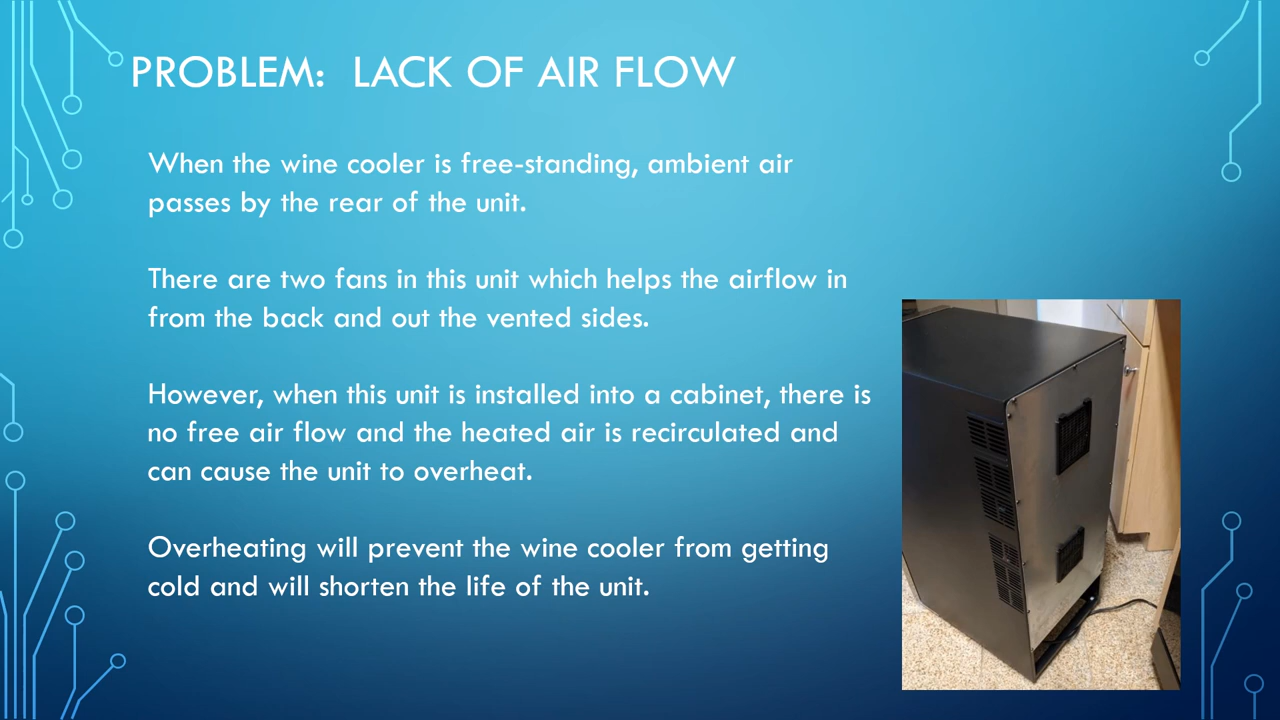 PROBLEM: LACK OF AIR FLOW
When the wine cooler is free-standing, ambient air
passes by the rear of the unit.
There are two fans in this unit which helps the airflow in
from the back and out the vented sides.
However, when this unit is installed into a cabinet, there is
no free air flow and the heated air is recirculated and
can cause the unit to overheat.
Overheating will prevent the wine cooler from getting
cold and will shorten the life of the unit.